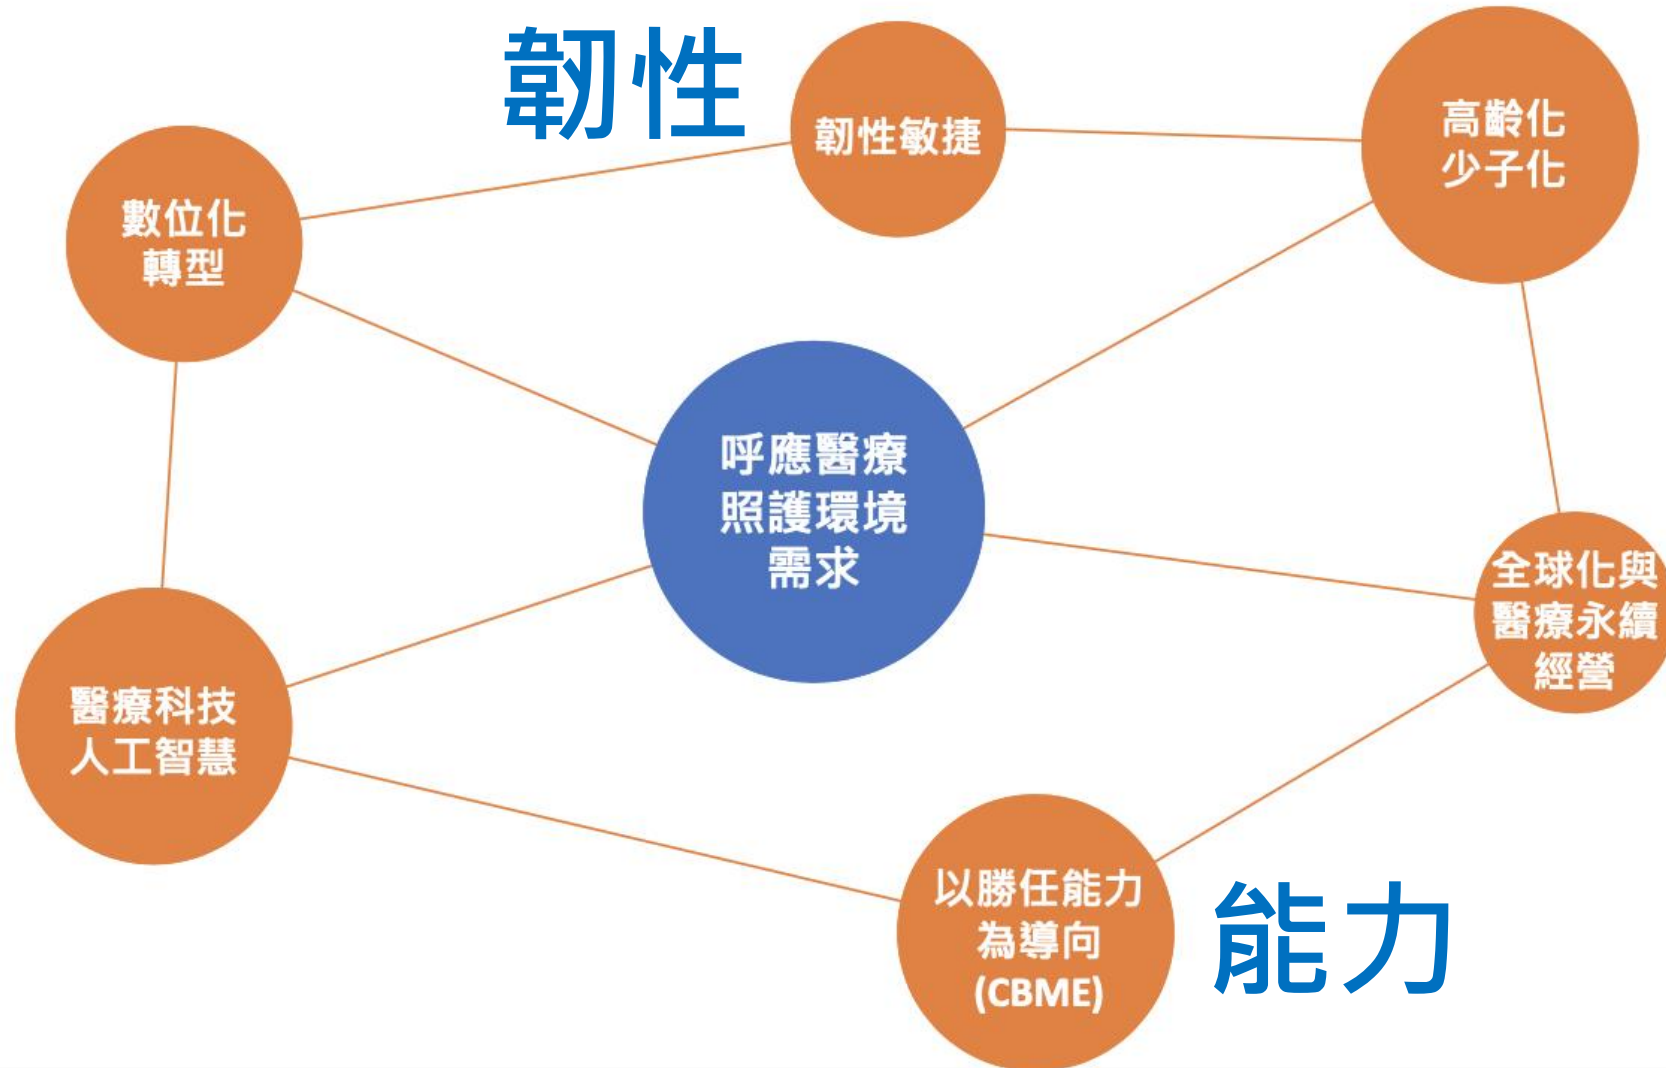 韌性
韌性敏捷
高齡化
少子化
數位化
轉型
呼應醫療
照護環境
需求
全球化與
醫療永續
經營
醫療科技
人工智慧
以勝任能力
為導向
(CBME)
能力